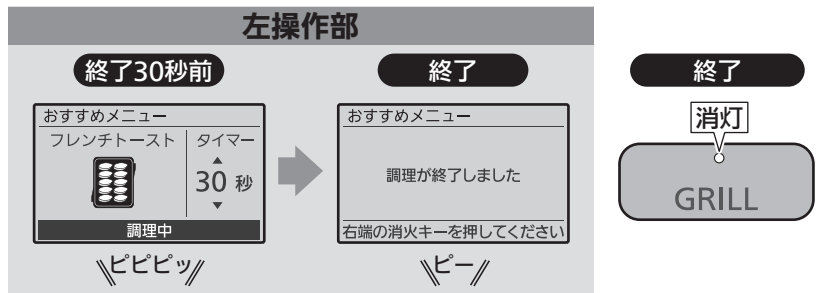 左操作部
終了30秒前
おすすめメニュー
フレンチトースト
タイマー
30 秒
調理中
ピピピッ
終了
おすすめメニュー
調理が終了しました
右端の消火キーを押してください
ピー
終了
消灯
GRILL